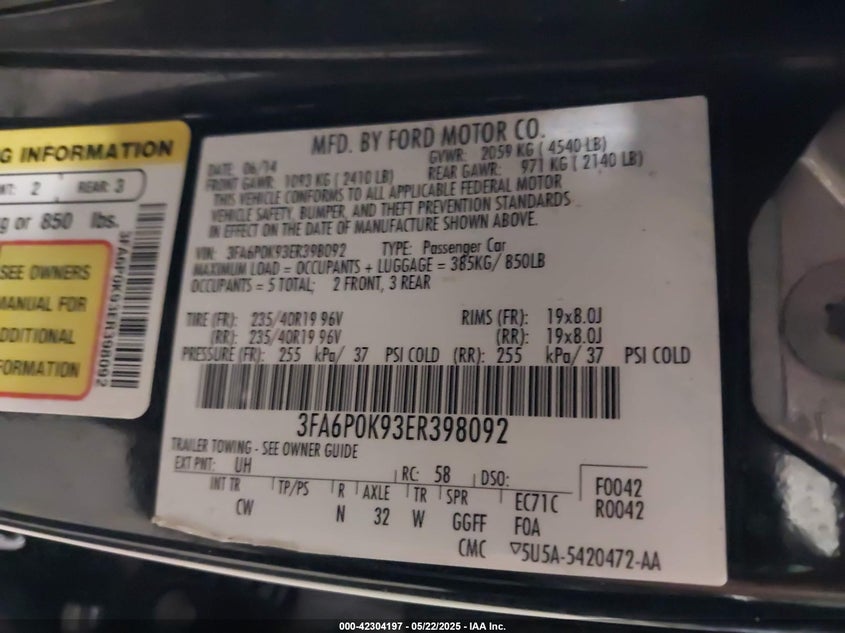 G INFORMATION
NT: 2 REAR: 3
g or 850 lbs.
SEE OWNERS
MANUAL FOR
DDITIONAL
FORMATION
3FA6P0K93ER398092
MFD. BY FORD MOTOR CO.
DATE: 06/14 GVWR: 2059 KG ( 4540 LB)
FRONT GAWR: 1093 KG ( 2410 LB) REAR GAWR: 971 KG ( 2140 LB)
THIS VEHICLE CONFORMS TO ALL APPLICABLE FEDERAL MOTOR
VEHICLE SAFETY, BUMPER, AND THEFT PREVENTION STANDARDS
IN EFFECT ON THE DATE OF MANUFACTURE SHOWN ABOVE.
VIN: 3FA6P0K93ER398092 TYPE: Passenger Car
MAXIMUM LOAD = OCCUPANTS + LUGGAGE = 385KG/ 850LB
OCCUPANTS = 5 TOTAL; 2 FRONT, 3 REAR
TIRE (FR): 235/40R19 96V RIMS (FR): 19x8.0J
(RR): 235/40R19 96V (RR): 19x8.0J
PRESSURE (FR): 255 kPa/ 37 PSI COLD (RR): 255 kPa/ 37 PSI COLD
3FA6P0K93ER398092
TRAILER TOWING - SEE OWNER GUIDE
EXT PNT: UH RC: 58 DSO: F0042
INT TR TP/PS R AXLE TR SPR EC71C R0042
CW N 32 W GGFF F0A
CMC ▽5U5A-5420472-AA
000-42304197 - 05/22/2025 - IAA Inc.